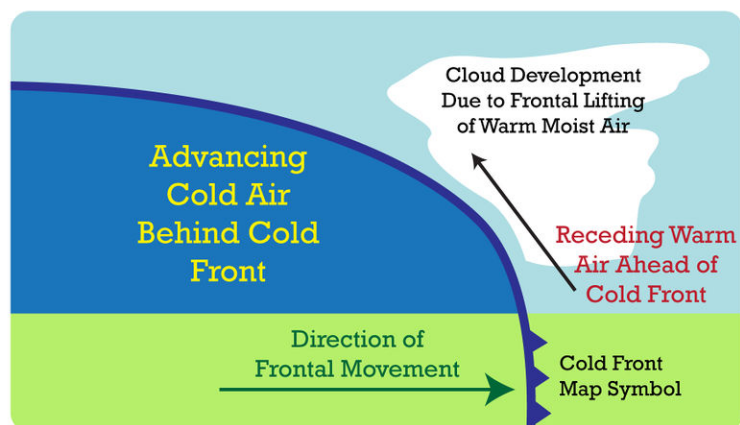 Cloud Development
Due to Frontal Lifting
of Warm Moist Air
Advancing
Cold Air
Behind Cold
Front
Receding Warm
Air Ahead of
Cold Front
Direction of
Frontal Movement
Cold Front
Map Symbol